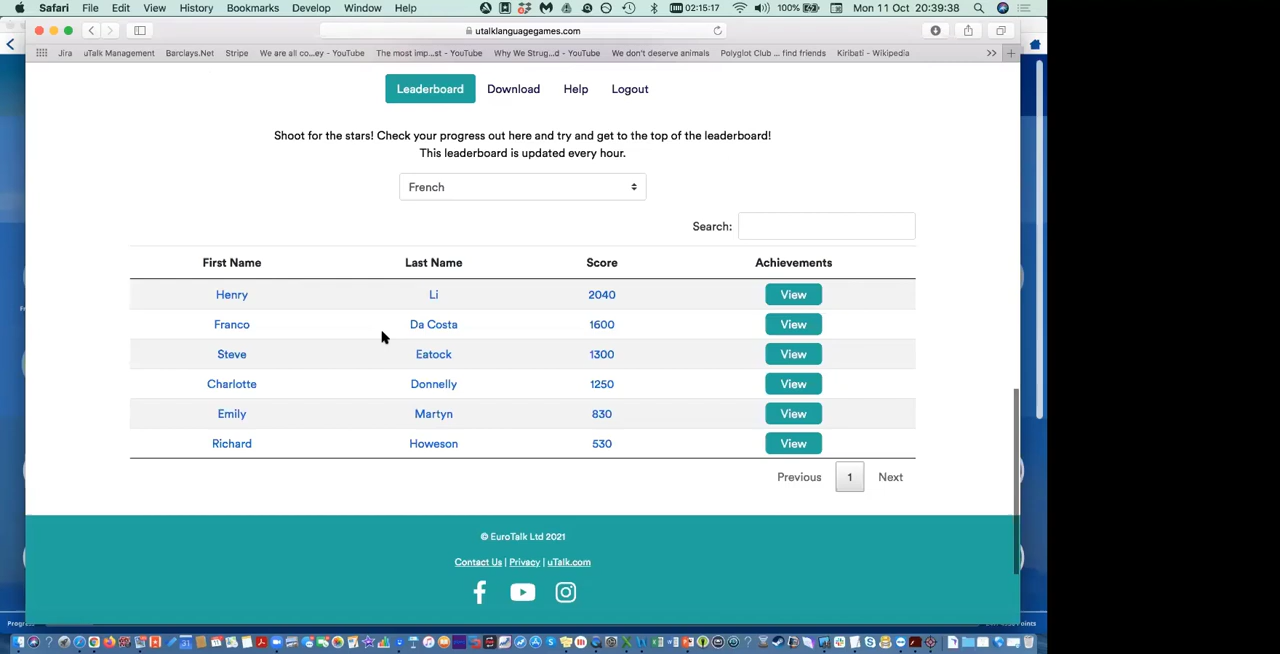 Safari File Edit View History Bookmarks Develop Window Help 02:15:17 100% Mon 11 Oct 20:39:38
utalklanguagegames.com
Jira uTalk Management Barclays.Net Stripe We are all co...ey - YouTube The most imp...st - YouTube Why We Strug...d - YouTube We don't deserve animals Polyglot Club ... find friends Kiribati - Wikipedia
Leaderboard Download Help Logout
Shoot for the stars! Check your progress out here and try and get to the top of the leaderboard!
This leaderboard is updated every hour.
French
Search:
First Name Last Name Score Achievements
Henry Li 2040 View
Franco Da Costa 1600 View
Steve Eatock 1300 View
Charlotte Donnelly 1250 View
Emily Martyn 830 View
Richard Howeson 530 View
Previous 1 Next
© EuroTalk Ltd 2021
Contact Us | Privacy | uTalk.com